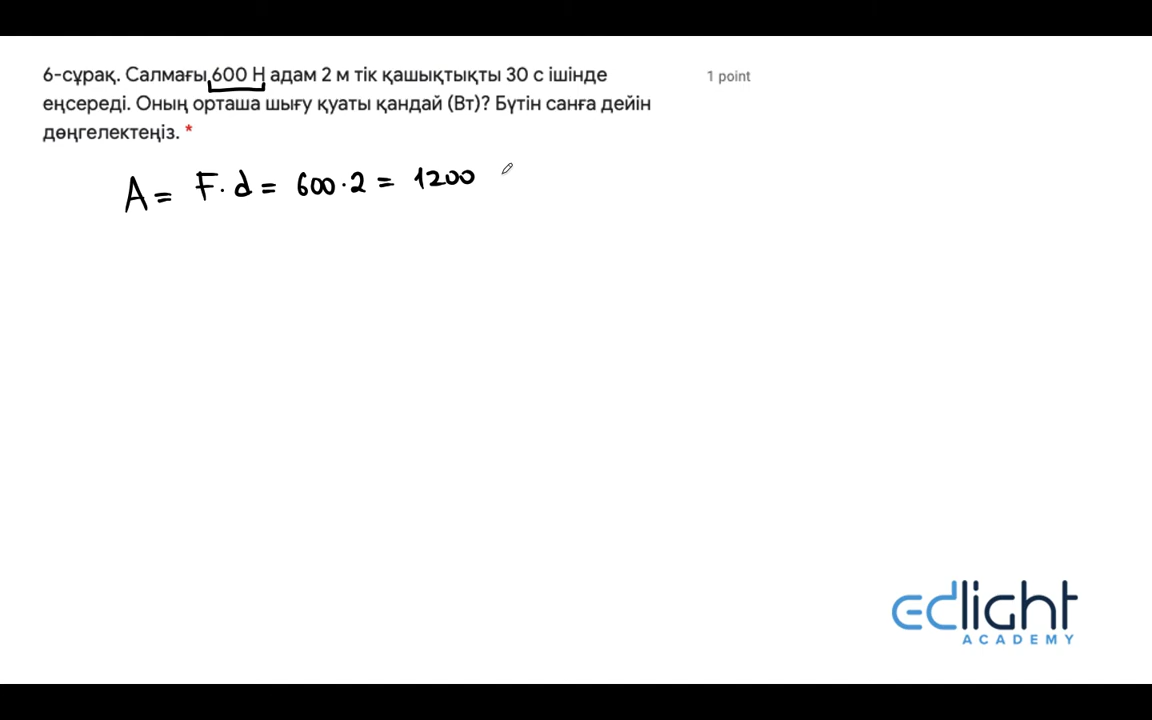 6-сұрақ. Салмағы 600 Н адам 2 м тік қашықтықты 30 с ішінде
1 point
еңсереді. Оның орташа шығу қуаты қандай (Вт)? Бүтін санға дейін
дөңгелектеңіз. *
A = F · d = 600 · 2 = 1200
edlight
ACADEMY